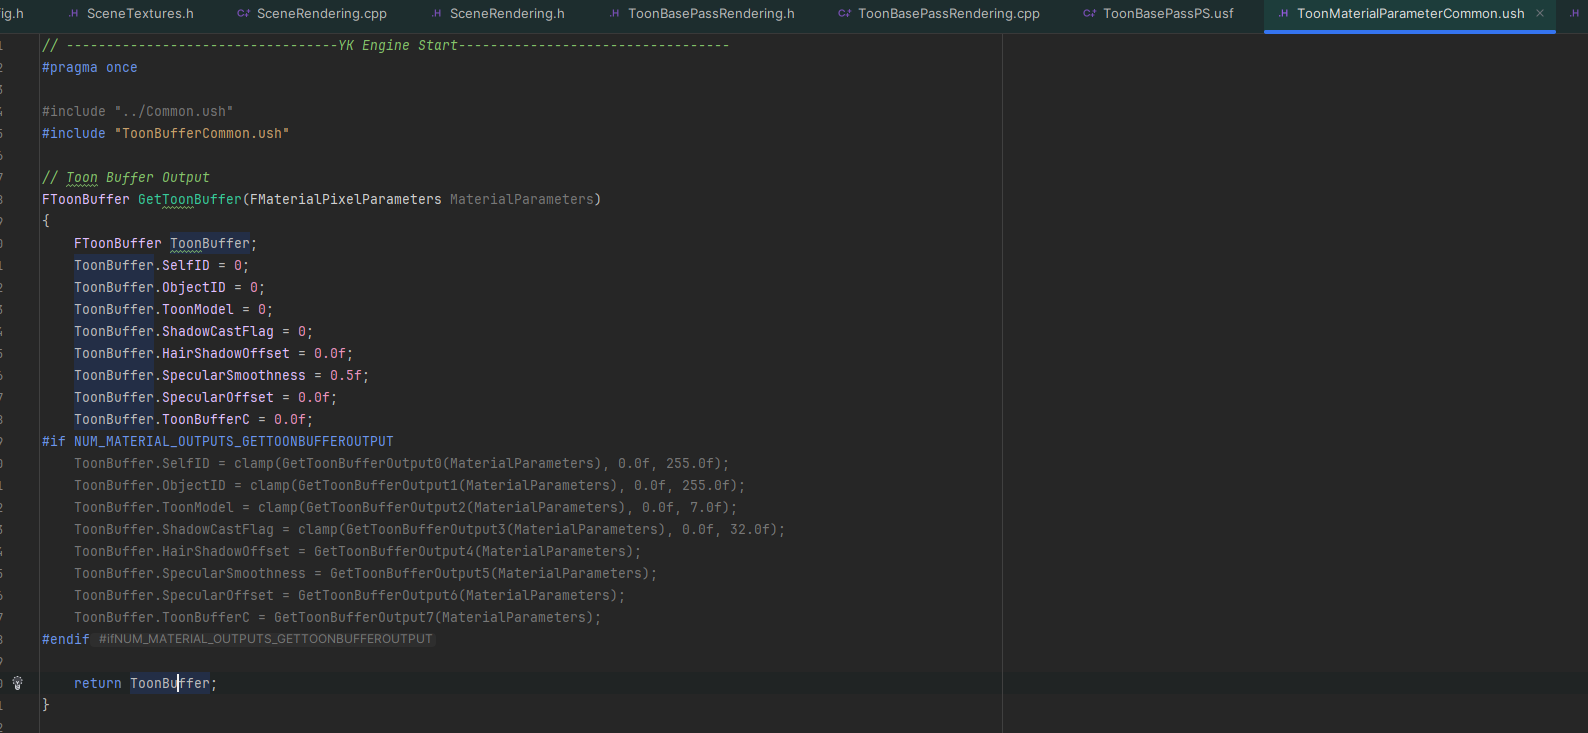 ig.h SceneTextures.h SceneRendering.cpp SceneRendering.h ToonBasePassRendering.h ToonBasePassRendering.cpp ToonBasePassPS.usf ToonMaterialParameterCommon.ush
// ----------------------------------YK Engine Start----------------------------------
#pragma once
#include "../Common.ush"
#include "ToonBufferCommon.ush"
// Toon Buffer Output
FToonBuffer GetToonBuffer(FMaterialPixelParameters MaterialParameters)
{
FToonBuffer ToonBuffer;
ToonBuffer.SelfID = 0;
ToonBuffer.ObjectID = 0;
ToonBuffer.ToonModel = 0;
ToonBuffer.ShadowCastFlag = 0;
ToonBuffer.HairShadowOffset = 0.0f;
ToonBuffer.SpecularSmoothness = 0.5f;
ToonBuffer.SpecularOffset = 0.0f;
ToonBuffer.ToonBufferC = 0.0f;
#if NUM_MATERIAL_OUTPUTS_GETTOONBUFFEROUTPUT
ToonBuffer.SelfID = clamp(GetToonBufferOutput0(MaterialParameters), 0.0f, 255.0f);
ToonBuffer.ObjectID = clamp(GetToonBufferOutput1(MaterialParameters), 0.0f, 255.0f);
ToonBuffer.ToonModel = clamp(GetToonBufferOutput2(MaterialParameters), 0.0f, 7.0f);
ToonBuffer.ShadowCastFlag = clamp(GetToonBufferOutput3(MaterialParameters), 0.0f, 32.0f);
ToonBuffer.HairShadowOffset = GetToonBufferOutput4(MaterialParameters);
ToonBuffer.SpecularSmoothness = GetToonBufferOutput5(MaterialParameters);
ToonBuffer.SpecularOffset = GetToonBufferOutput6(MaterialParameters);
ToonBuffer.ToonBufferC = GetToonBufferOutput7(MaterialParameters);
#endif #ifNUM_MATERIAL_OUTPUTS_GETTOONBUFFEROUTPUT
return ToonBuffer;
}